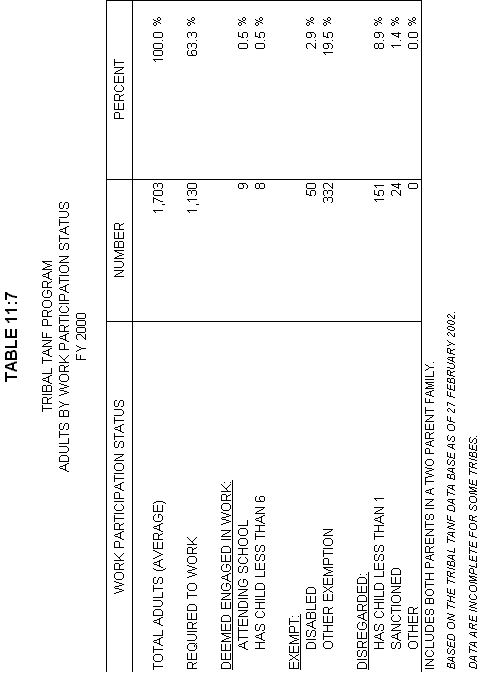 TABLE 11:7
TRIBAL TANF PROGRAM
ADULTS BY WORK PARTICIPATION STATUS
FY 2000
WORK PARTICIPATION STATUS NUMBER PERCENT
TOTAL ADULTS (AVERAGE) 1,703 100.0 %
REQUIRED TO WORK 1,130 63.3 %
DEEMED ENGAGED IN WORK:
ATTENDING SCHOOL 9 0.5 %
HAS CHILD LESS THAN 6 8 0.5 %
EXEMPT:
DISABLED 50 2.9 %
OTHER EXEMPTION 332 19.5 %
DISREGARDED:
HAS CHILD LESS THAN 1 151 8.9 %
SANCTIONED 24 1.4 %
OTHER 0 0.0 %
INCLUDES BOTH PARENTS IN A TWO PARENT FAMILY.
BASED ON THE TRIBAL TANF DATA BASE AS OF 27 FEBRUARY 2002.
DATA ARE INCOMPLETE FOR SOME TRIBES.